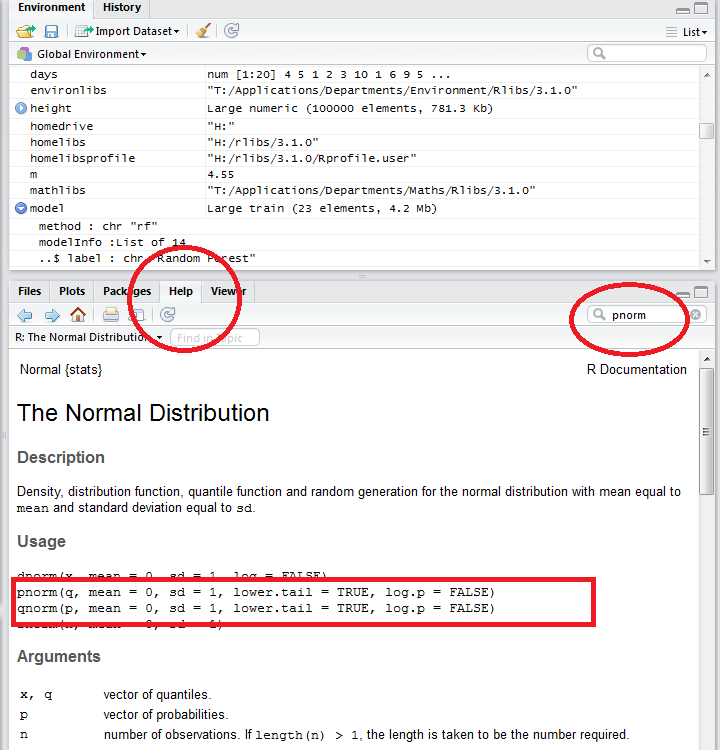 Environment History
Import Dataset List
Global Environment
days num [1:20] 4 5 1 2 3 10 1 6 9 5 ...
environlibs "T:/Applications/Departments/Environment/Rlibs/3.1.0"
height Large numeric (100000 elements, 781.3 Kb)
homedrive "H:"
homelibs "H:/rlibs/3.1.0"
homelibsprofile "H:/rlibs/3.1.0/Rprofile.user"
m 4.55
mathlibs "T:/Applications/Departments/Maths/Rlibs/3.1.0"
model Large train (23 elements, 4.2 Mb)
method : chr "rf"
modelInfo :List of 14
..$ label : chr "Random Forest"
Files Plots Packages Help Viewer
pnorm
R: The Normal Distribution Find in Topic
Normal {stats} R Documentation
The Normal Distribution
Description
Density, distribution function, quantile function and random generation for the normal distribution with mean equal to
mean and standard deviation equal to sd.
Usage
dnorm(x, mean = 0, sd = 1, log = FALSE)
pnorm(q, mean = 0, sd = 1, lower.tail = TRUE, log.p = FALSE)
qnorm(p, mean = 0, sd = 1, lower.tail = TRUE, log.p = FALSE)
rnorm(n, mean = 0, sd = 1)
Arguments
x, q vector of quantiles.
p vector of probabilities.
n number of observations. If length(n) > 1, the length is taken to be the number required.